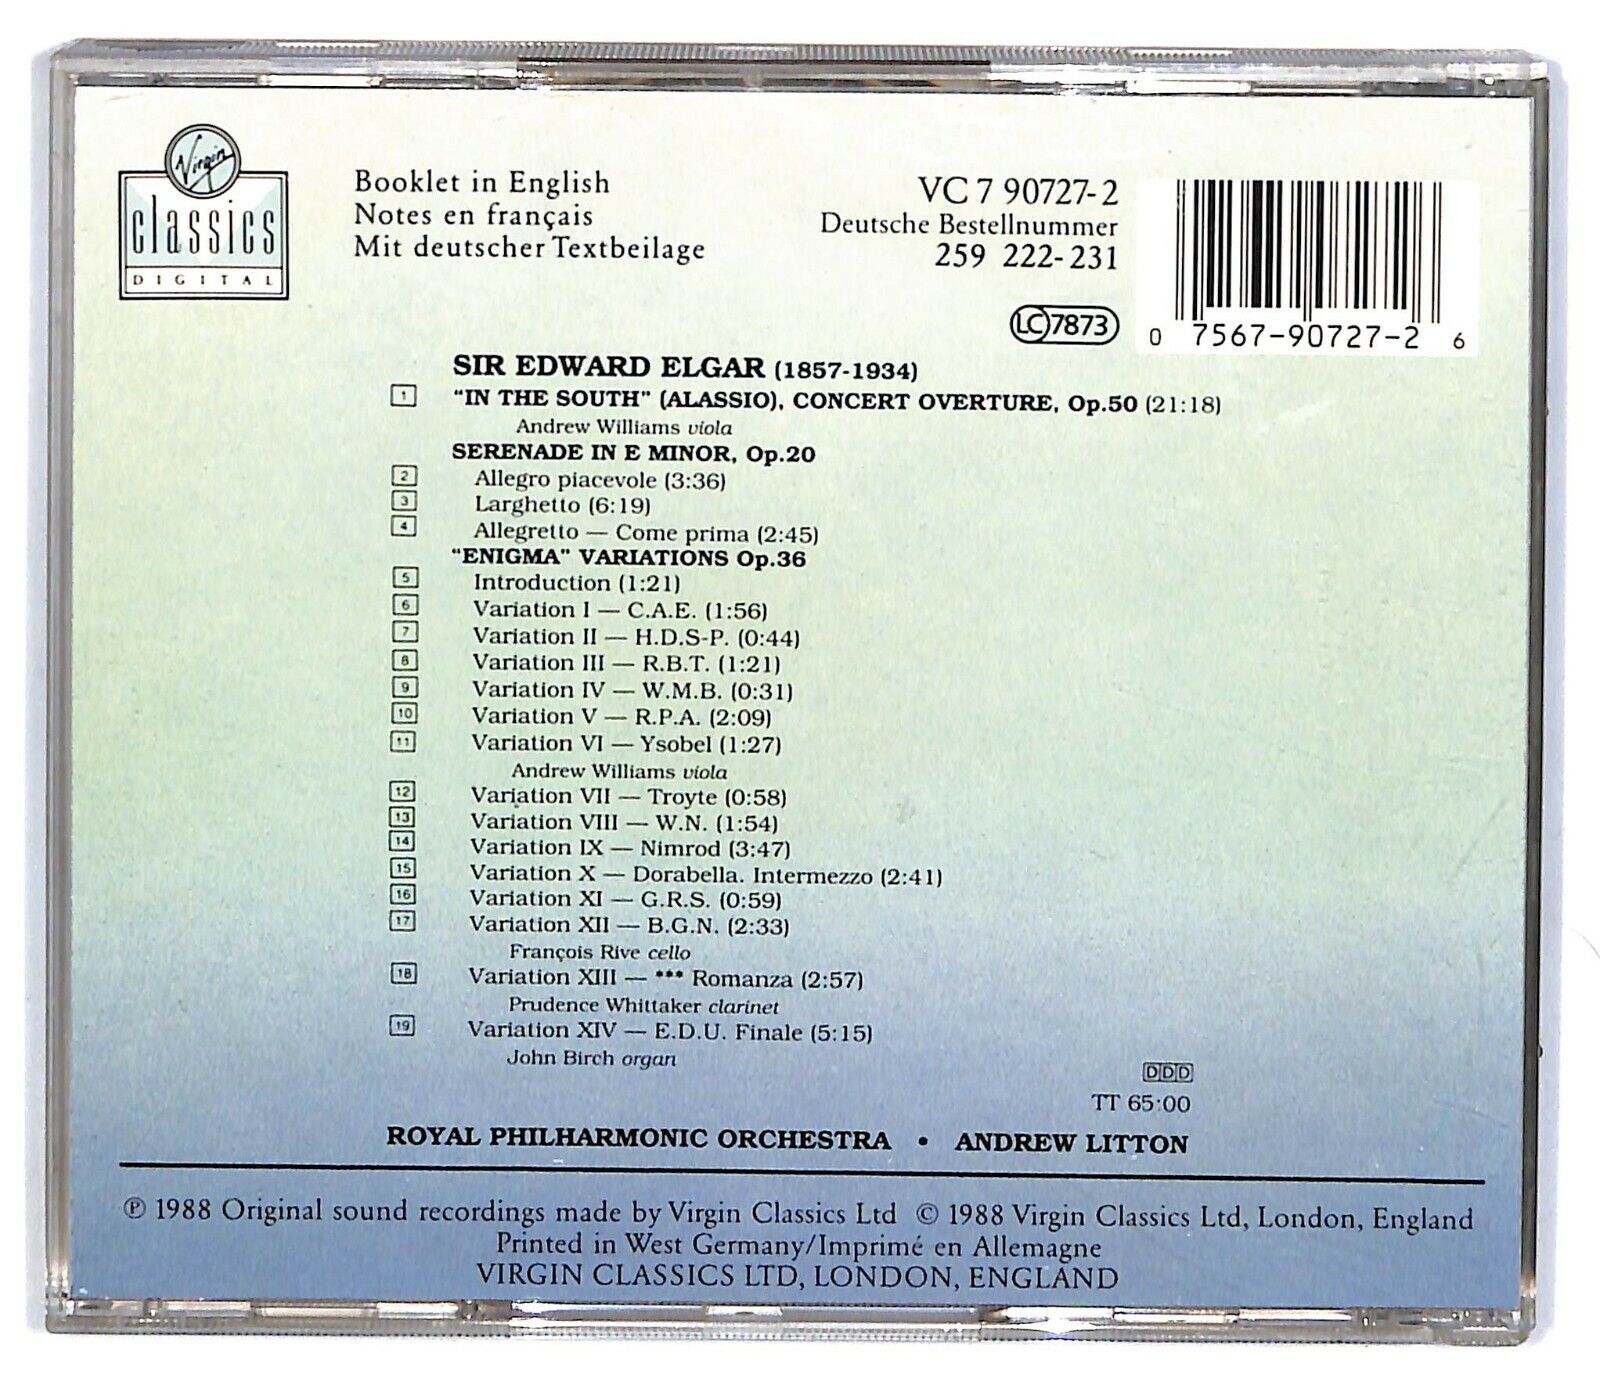 Virgin
classics
DIGITAL
Booklet in English
Notes en français
Mit deutscher Textbeilage
VC 7 90727-2
Deutsche Bestellnummer
259 222-231
LC 7873
0 7567-90727-2 6
SIR EDWARD ELGAR (1857-1934)
1 "IN THE SOUTH" (ALASSIO), CONCERT OVERTURE, Op.50 (21:18)
Andrew Williams viola
SERENADE IN E MINOR, Op.20
2 Allegro piacevole (3:36)
3 Larghetto (6:19)
4 Allegretto — Come prima (2:45)
"ENIGMA" VARIATIONS Op.36
5 Introduction (1:21)
6 Variation I — C.A.E. (1:56)
7 Variation II — H.D.S-P. (0:44)
8 Variation III — R.B.T. (1:21)
9 Variation IV — W.M.B. (0:31)
10 Variation V — R.P.A. (2:09)
11 Variation VI — Ysobel (1:27)
Andrew Williams viola
12 Variation VII — Troyte (0:58)
13 Variation VIII — W.N. (1:54)
14 Variation IX — Nimrod (3:47)
15 Variation X — Dorabella. Intermezzo (2:41)
16 Variation XI — G.R.S. (0:59)
17 Variation XII — B.G.N. (2:33)
François Rive cello
18 Variation XIII — *** Romanza (2:57)
Prudence Whittaker clarinet
19 Variation XIV — E.D.U. Finale (5:15)
John Birch organ
DDD
TT 65:00
ROYAL PHILHARMONIC ORCHESTRA • ANDREW LITTON
℗ 1988 Original sound recordings made by Virgin Classics Ltd © 1988 Virgin Classics Ltd, London, England
Printed in West Germany/Imprimé en Allemagne
VIRGIN CLASSICS LTD, LONDON, ENGLAND